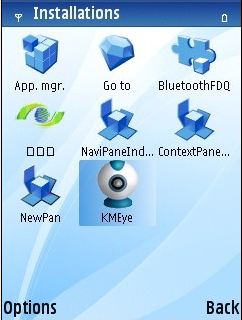 Installations
App. mgr.
Go to
BluetoothFDQ
□□□
NaviPaneInd...
ContextPane...
NewPan
KMEye
Options
Back